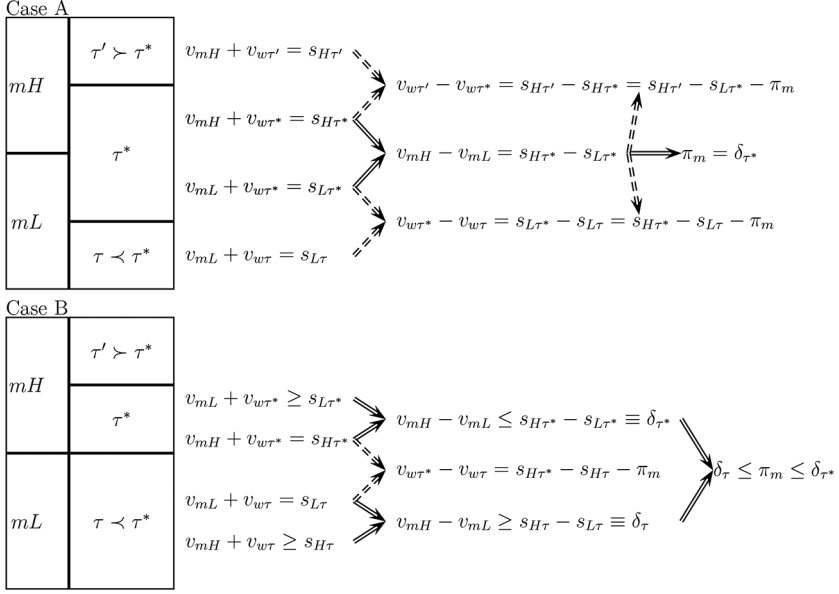 Case A
mH
mL
τ′ ≻ τ*
τ*
τ ≺ τ*
v_{mH} + v_{wτ′} = s_{Hτ′}
v_{mH} + v_{wτ*} = s_{Hτ*}
v_{mL} + v_{wτ*} = s_{Lτ*}
v_{mL} + v_{wτ} = s_{Lτ}
v_{wτ′} − v_{wτ*} = s_{Hτ′} − s_{Hτ*} = s_{Hτ′} − s_{Lτ*} − π_m
v_{mH} − v_{mL} = s_{Hτ*} − s_{Lτ*}
π_m = δ_{τ*}
v_{wτ*} − v_{wτ} = s_{Lτ*} − s_{Lτ} = s_{Hτ*} − s_{Lτ} − π_m
Case B
mH
mL
τ′ ≻ τ*
τ*
τ ≺ τ*
v_{mL} + v_{wτ*} ≥ s_{Lτ*}
v_{mH} + v_{wτ*} = s_{Hτ*}
v_{mL} + v_{wτ} = s_{Lτ}
v_{mH} + v_{wτ} ≥ s_{Hτ}
v_{mH} − v_{mL} ≤ s_{Hτ*} − s_{Lτ*} ≡ δ_{τ*}
v_{wτ*} − v_{wτ} = s_{Hτ*} − s_{Hτ} − π_m
v_{mH} − v_{mL} ≥ s_{Hτ} − s_{Lτ} ≡ δ_τ
δ_τ ≤ π_m ≤ δ_{τ*}